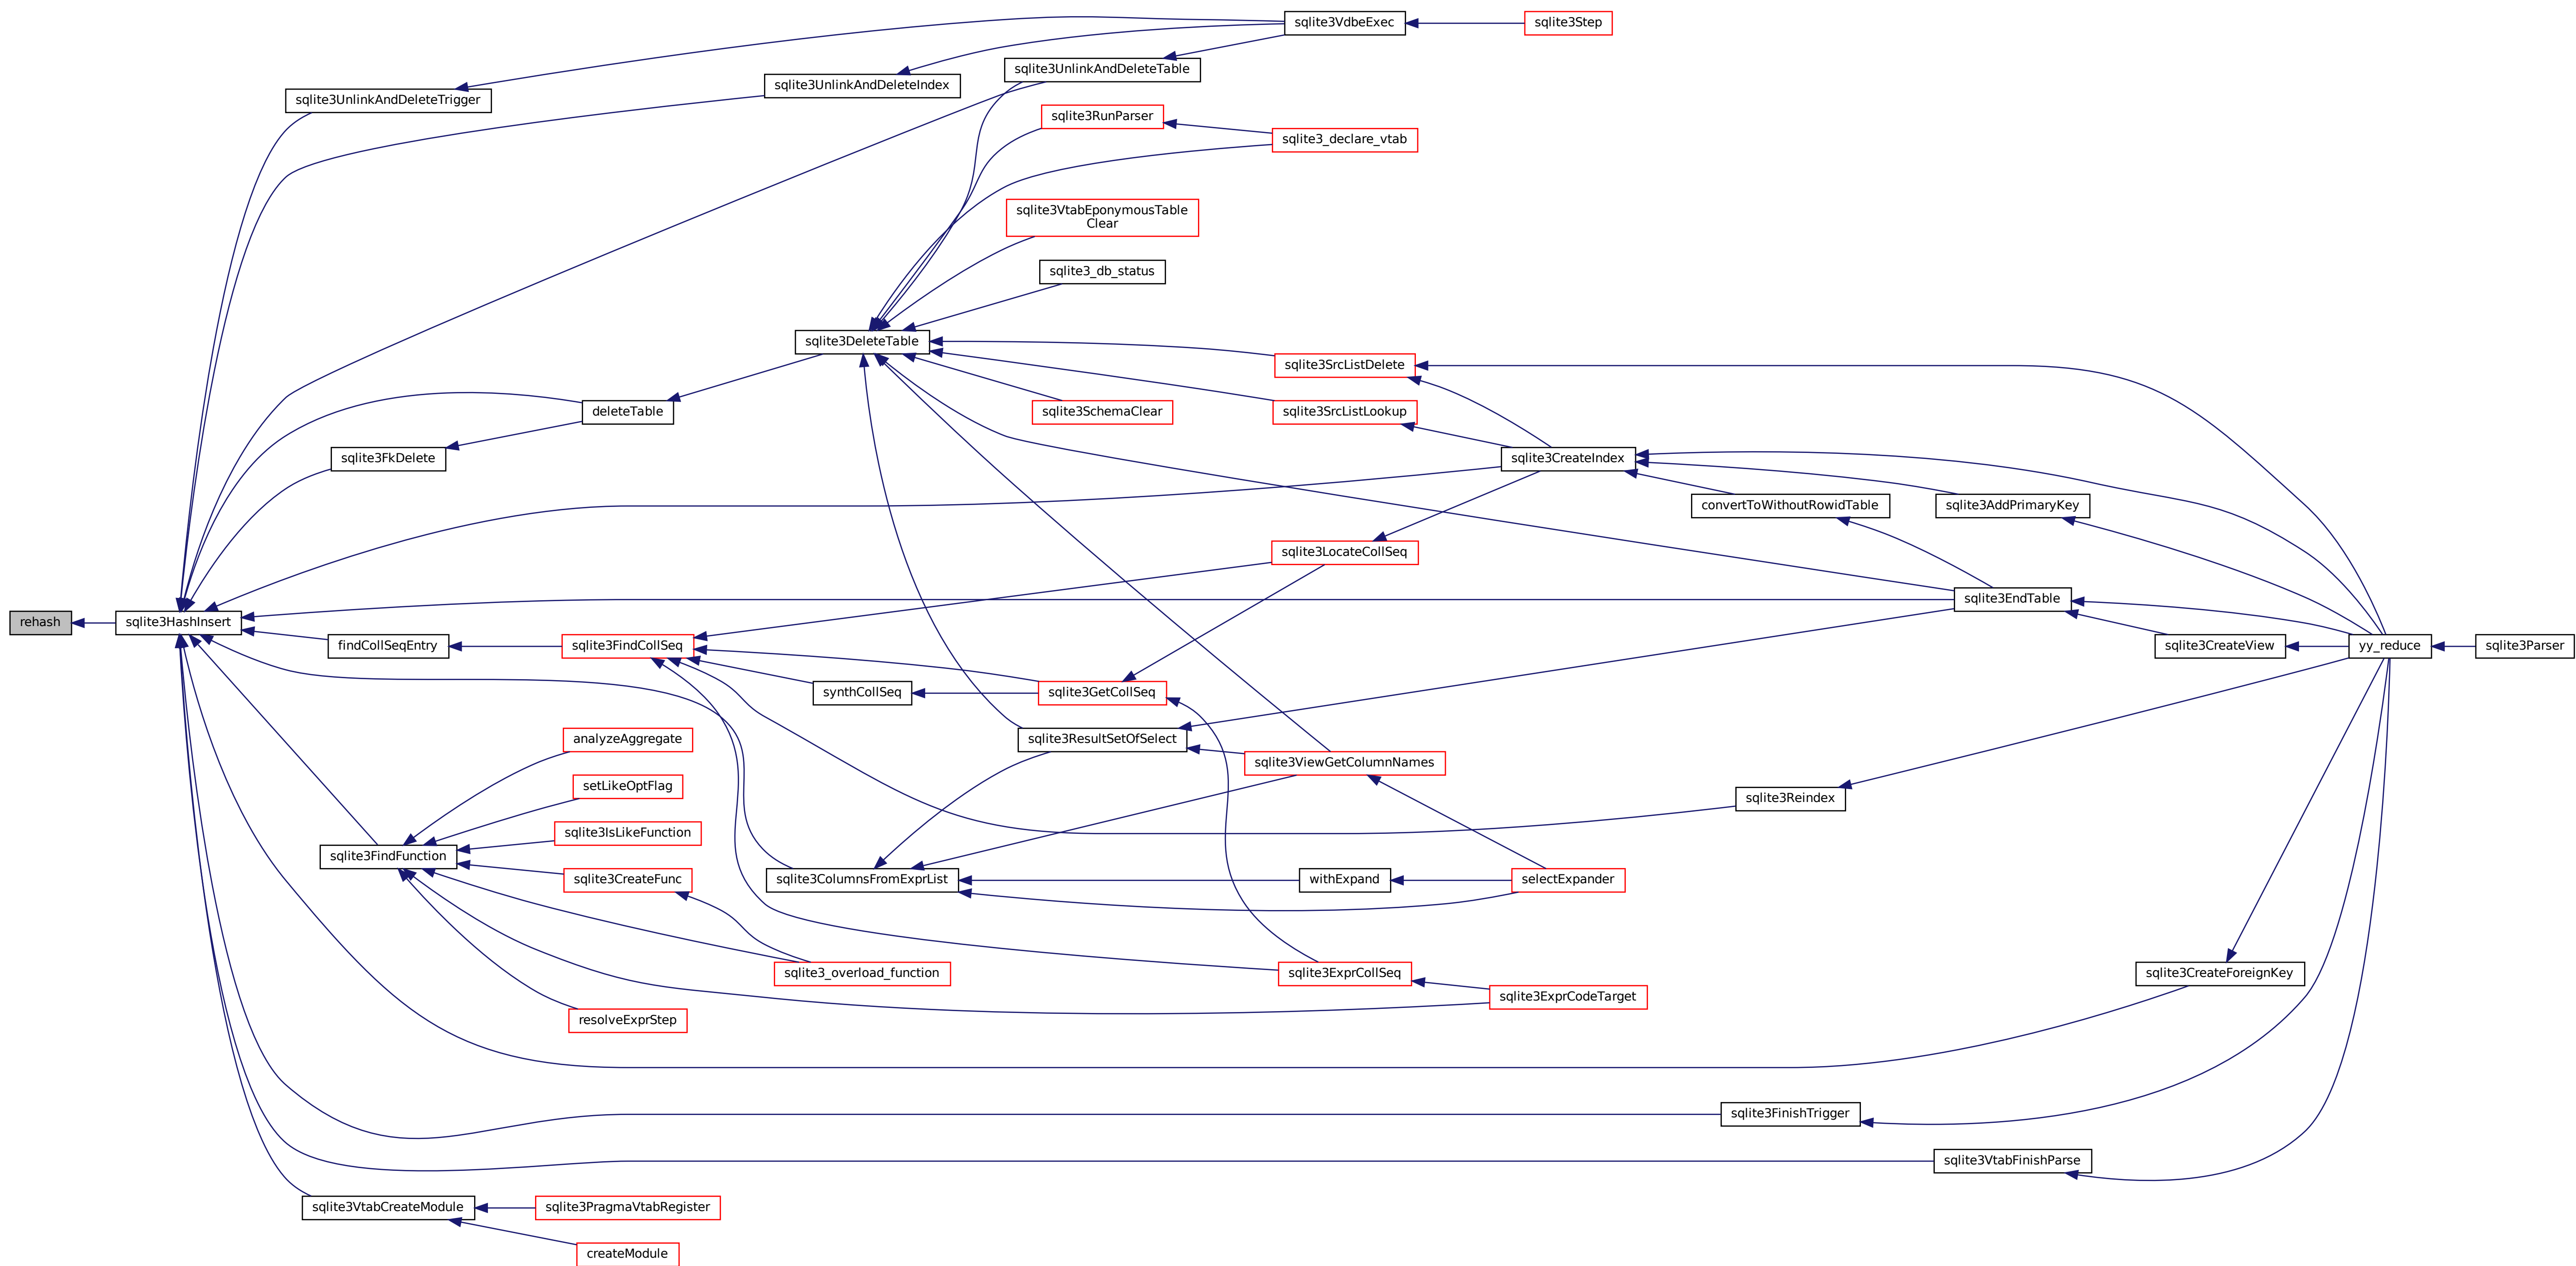 sqlite3VdbeExec
sqlite3Step
sqlite3UnlinkAndDeleteTable
sqlite3UnlinkAndDeleteIndex
sqlite3UnlinkAndDeleteTrigger
sqlite3RunParser
sqlite3_declare_vtab
sqlite3VtabEponymousTable
Clear
sqlite3_db_status
sqlite3DeleteTable
sqlite3SrcListDelete
deleteTable
sqlite3SchemaClear
sqlite3SrcListLookup
sqlite3FkDelete
sqlite3CreateIndex
convertToWithoutRowidTable
sqlite3AddPrimaryKey
sqlite3LocateCollSeq
sqlite3EndTable
rehash
sqlite3HashInsert
findCollSeqEntry
sqlite3FindCollSeq
sqlite3CreateView
yy_reduce
sqlite3Parser
synthCollSeq
sqlite3GetCollSeq
analyzeAggregate
sqlite3ResultSetOfSelect
sqlite3ViewGetColumnNames
setLikeOptFlag
sqlite3Reindex
sqlite3IsLikeFunction
sqlite3FindFunction
sqlite3CreateFunc
sqlite3ColumnsFromExprList
withExpand
selectExpander
sqlite3_overload_function
sqlite3ExprCollSeq
sqlite3CreateForeignKey
sqlite3ExprCodeTarget
resolveExprStep
sqlite3FinishTrigger
sqlite3VtabFinishParse
sqlite3VtabCreateModule
sqlite3PragmaVtabRegister
createModule